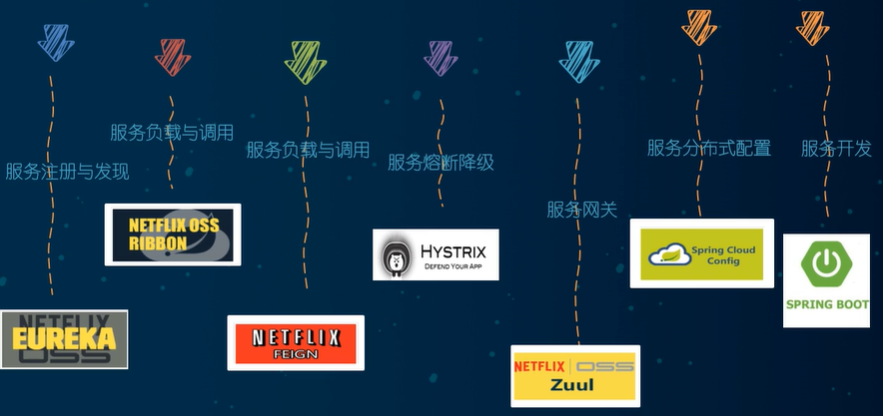 服务注册与发现
NETFLIX
EUREKA
OSS
服务负载与调用
NETFLIX OSS
RIBBON
服务负载与调用
NETFLIX
FEIGN
服务熔断降级
HYSTRIX
DEFEND YOUR APP
服务网关
NETFLIX OSS
Zuul
服务分布式配置
Spring Cloud
Config
服务开发
SPRING BOOT